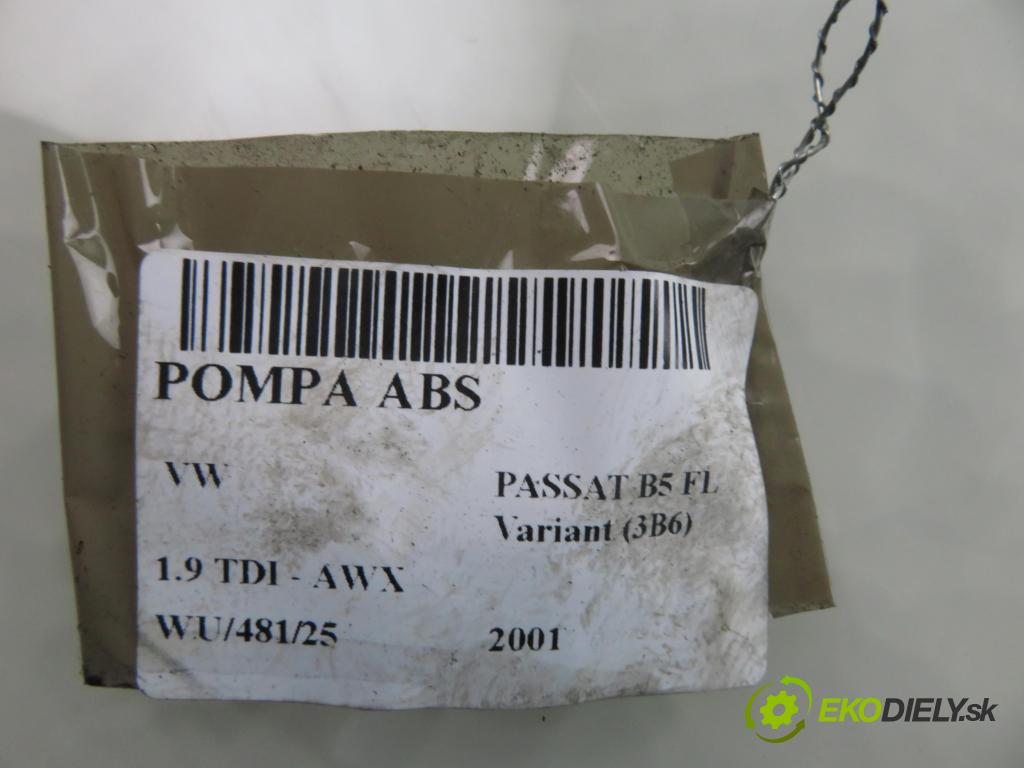 POMPA ABS
VW PASSAT B5 FL
Variant (3B6)
1.9 TDI - AWX
WU/481/25 2001
EKODIELY.sk